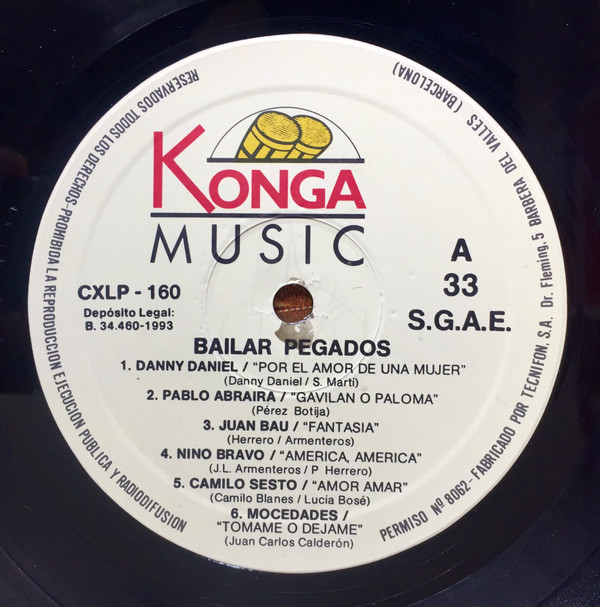 KONGA
MUSIC
CXLP - 160
Depósito Legal:
B. 34.460-1993
A
33
S.G.A.E.
BAILAR PEGADOS
1. DANNY DANIEL / “POR EL AMOR DE UNA MUJER”
(Danny Daniel / S. Martí)
2. PABLO ABRAIRA / “GAVILAN O PALOMA”
(Pérez Botija)
3. JUAN BAU / “FANTASIA”
(Herrero / Armenteros)
4. NINO BRAVO / “AMERICA, AMERICA”
(J.L. Armenteros / P Herrero)
5. CAMILO SESTO / “AMOR AMAR”
(Camilo Blanes / Lucía Bosé)
6. MOCEDADES /
“TOMAME O DEJAME”
(Juan Carlos Calderón)
RESERVADOS TODOS LOS DERECHOS-PROHIBIDA LA REPRODUCCION EJECUCION PUBLICA Y RADIODIFUSION
PERMISO Nº 8062-FABRICADO POR TECNIFON, S.A. Dr. Fleming, 5 BARBERA DEL VALLES (BARCELONA)